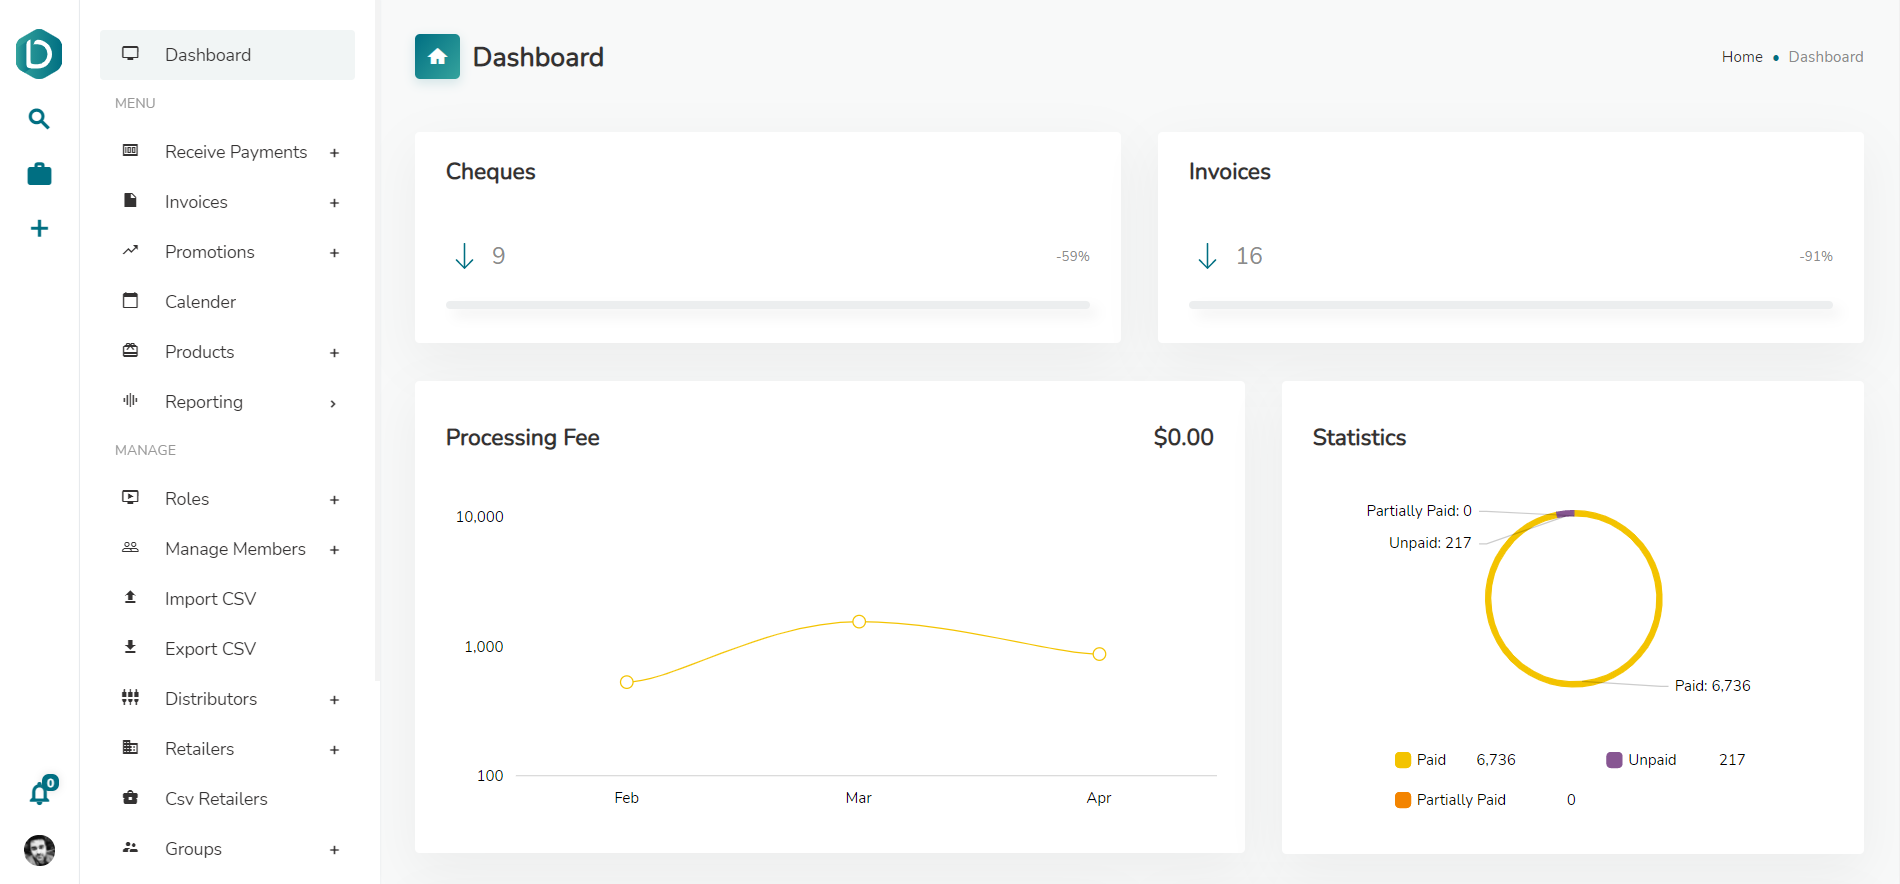 Dashboard
MENU
Receive Payments +
Invoices +
Promotions +
Calender
Products +
Reporting ›
MANAGE
Roles +
Manage Members +
Import CSV
Export CSV
Distributors +
Retailers +
Csv Retailers
Groups +
0
Dashboard
Home • Dashboard
Cheques
9 -59%
Invoices
16 -91%
Processing Fee $0.00
10,000
1,000
100
Feb Mar Apr
Statistics
Partially Paid: 0
Unpaid: 217
Paid: 6,736
Paid 6,736 Unpaid 217
Partially Paid 0